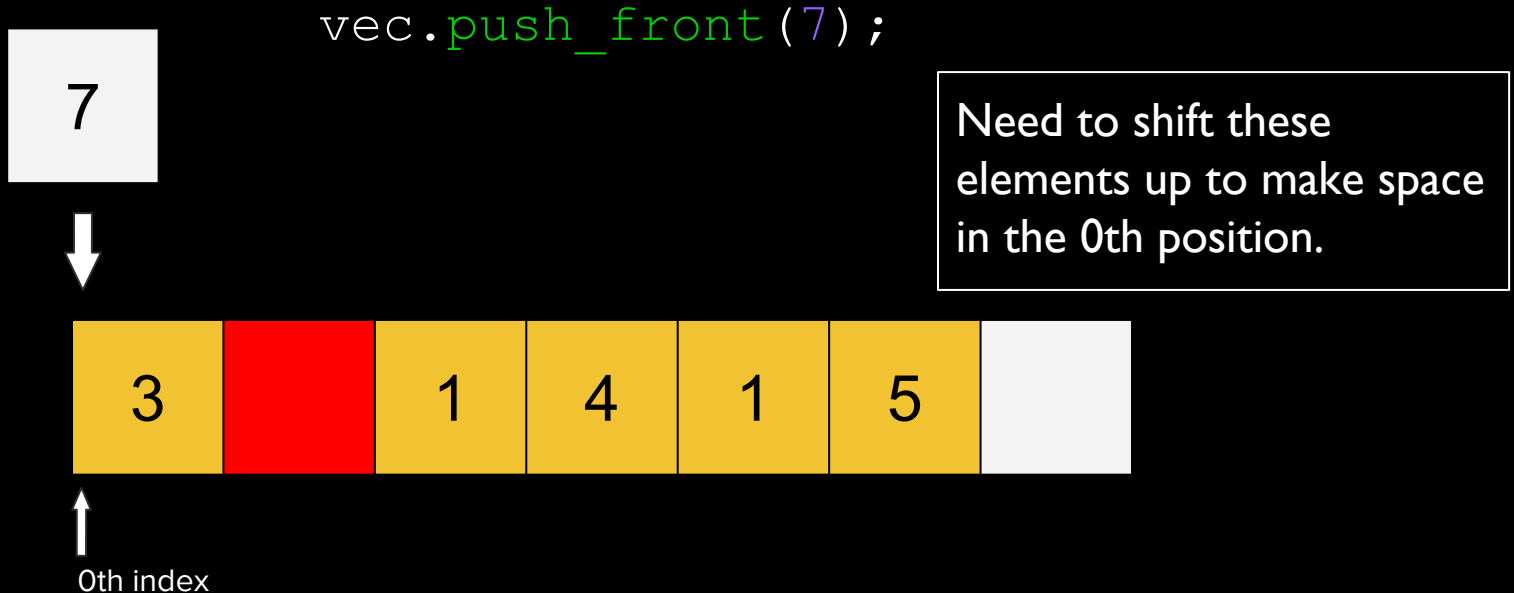 vec.push_front(7);
7
Need to shift these
elements up to make space
in the 0th position.
3 1 4 1 5
0th index